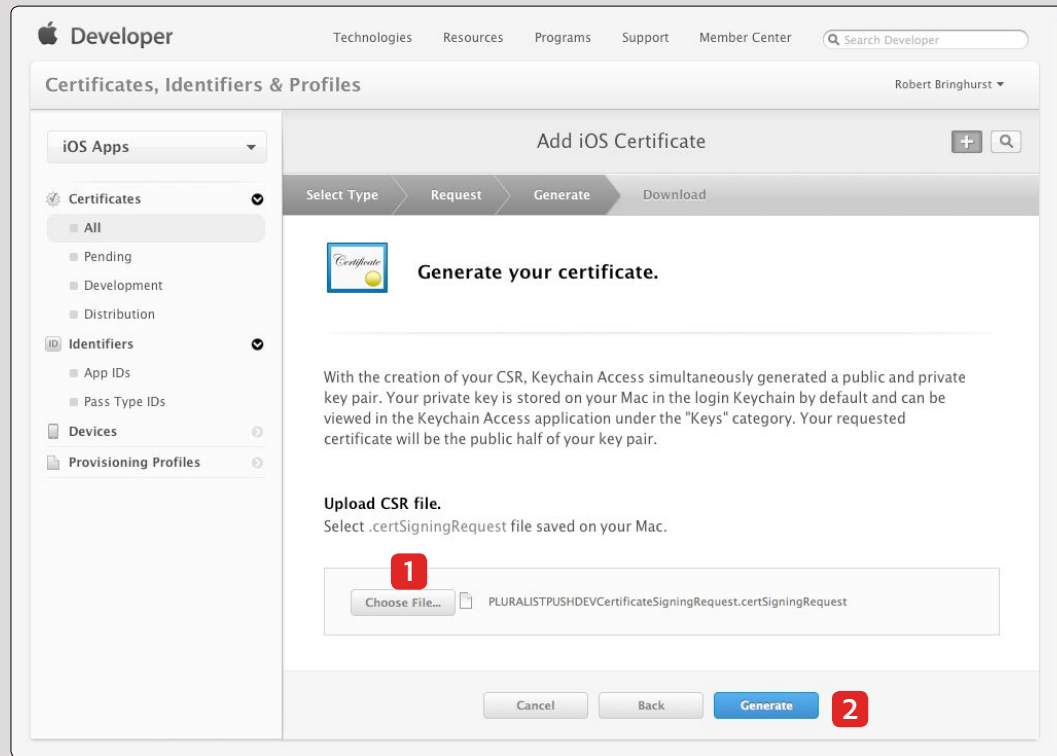 Developer
Technologies Resources Programs Support Member Center Search Developer
Certificates, Identifiers & Profiles
Robert Bringhurst
iOS Apps
Certificates
All
Pending
Development
Distribution
ID Identifiers
App IDs
Pass Type IDs
Devices
Provisioning Profiles
Add iOS Certificate
Select Type Request Generate Download
Certificate
Generate your certificate.
With the creation of your CSR, Keychain Access simultaneously generated a public and private
key pair. Your private key is stored on your Mac in the login Keychain by default and can be
viewed in the Keychain Access application under the "Keys" category. Your requested
certificate will be the public half of your key pair.
Upload CSR file.
Select .certSigningRequest file saved on your Mac.
1
Choose File... PLURALISTPUSHDEVCertificateSigningRequest.certSigningRequest
Cancel Back Generate 2